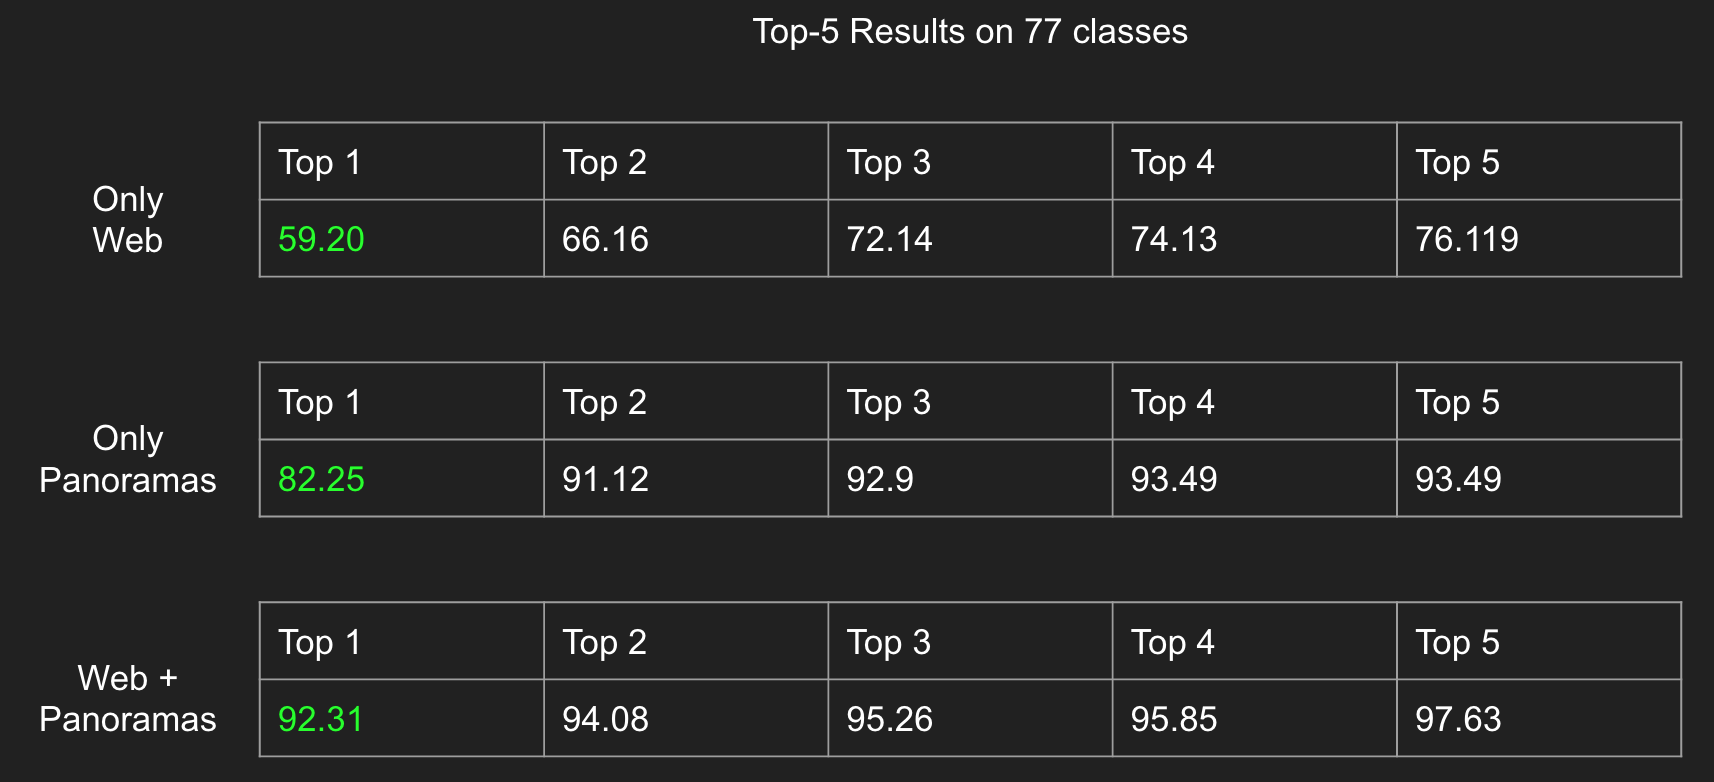 Top-5 Results on 77 classes
Only
Web
Top 1 Top 2 Top 3 Top 4 Top 5
59.20 66.16 72.14 74.13 76.119
Only
Panoramas
Top 1 Top 2 Top 3 Top 4 Top 5
82.25 91.12 92.9 93.49 93.49
Web +
Panoramas
Top 1 Top 2 Top 3 Top 4 Top 5
92.31 94.08 95.26 95.85 97.63